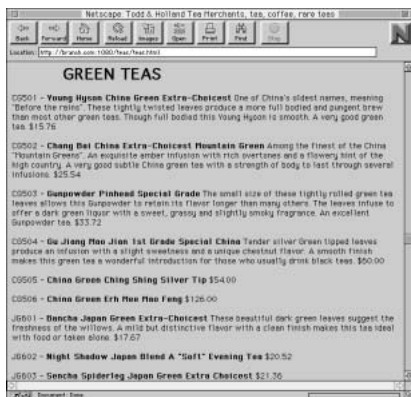 Netscape: Todd & Holland Tea Merchants, tea, coffee, rare teas
Back Forward Home Reload Images Open Print Find Stop
N
Location: http://branch.com:1080/teas/teas.html
GREEN TEAS
CG501 - Young Hyson China Green Extra-Choicest One of China's oldest names, meaning
"Before the rains". These tightly twisted leaves produce a more full bodied and pungent brew
than most other green teas. Though full bodied this Young Hyson is smooth. A very good green
tea. $15.76
CG502 - Chang Bai China Extra-Choicest Mountain Green Among the finest of the China
"Mountain Greens". An exquisite amber infusion with rich overtones and a flowery hint of the
high country. A very good subtle China green tea with a strength of body to last through several
infusions. $25.54
CG503 - Gunpowder Pinhead Special Grade The small size of these tightly rolled green tea
leaves allows this Gunpowder to retain its flavor longer than many others. The leaves infuse to
offer a dark green liquor with a sweet, grassy and slightly smoky fragrance. An excellent
Gunpowder tea. $33.72
CG504 - Gu Jiang Mao Jian 1st Grade Special China Tender silver Green tipped leaves
produce an infusion with a slight sweetness and a unique chestnut flavor. A smooth finish
makes this green tea a wonderful introduction for those who usually drink black teas. $60.00
CG505 - China Green Ching Shing Silver Tip $54.00
CG506 - China Green Erh Mee Mao Feng $126.00
JG601 - Bancha Japan Green Extra-Choicest These beautiful dark green leaves suggest the
freshness of the willows. A mild but distinctive flavor with a clean finish makes this tea ideal
with food or taken alone. $17.67
JG602 - Night Shadow Japan Blend A "Soft" Evening Tea $20.52
JG603 - Sencha Spiderleg Japan Green Extra Choicest $21.36
Document: Done.